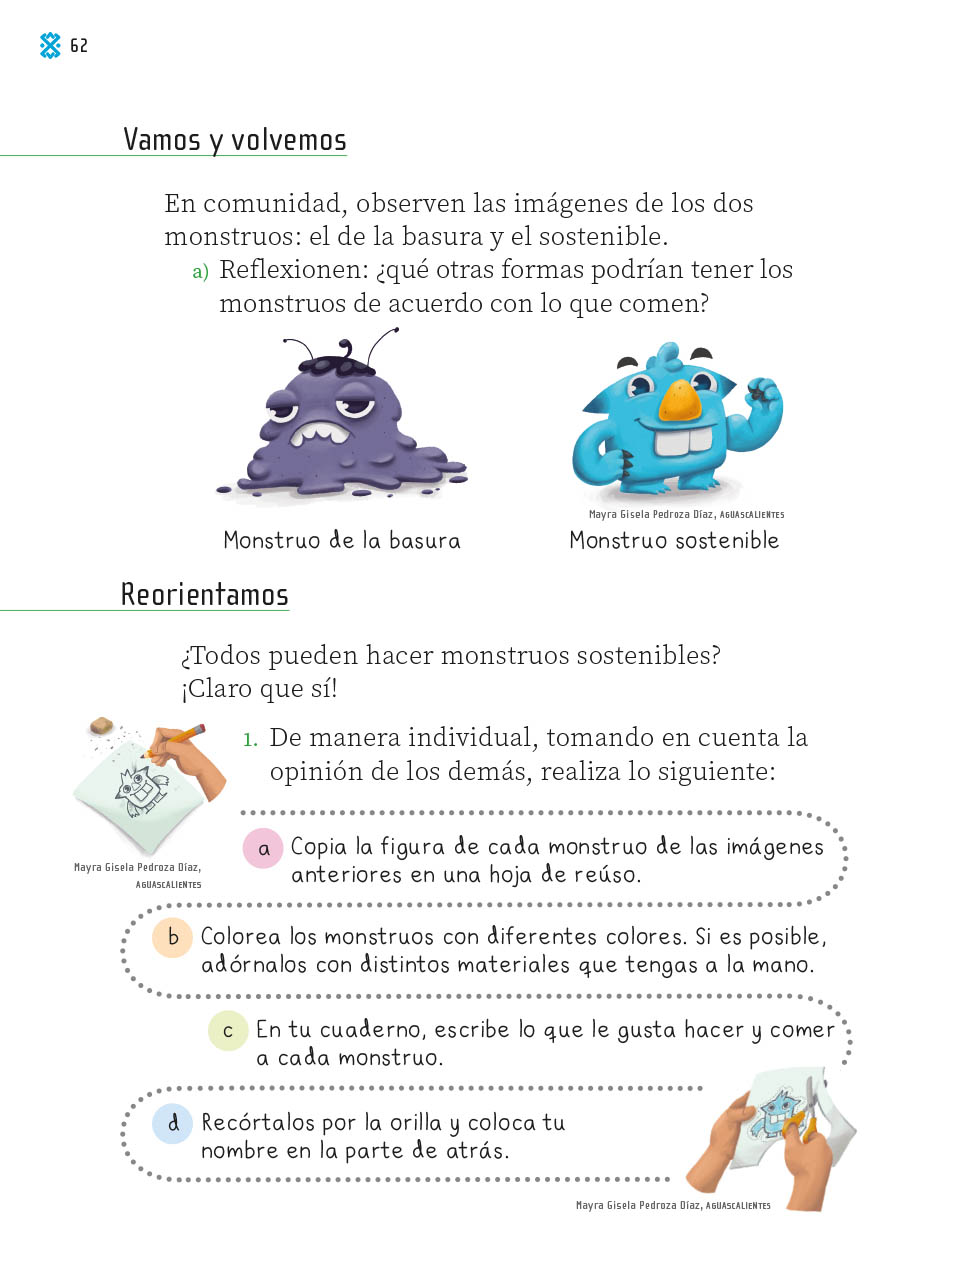 62
Vamos y volvemos
En comunidad, observen las imágenes de los dos
monstruos: el de la basura y el sostenible.
a) Reflexionen: ¿qué otras formas podrían tener los
monstruos de acuerdo con lo que comen?
Mayra Gisela Pedroza Díaz, AGUASCALIENTES
Monstruo de la basura
Monstruo sostenible
Reorientamos
¿Todos pueden hacer monstruos sostenibles?
¡Claro que sí!
1. De manera individual, tomando en cuenta la
opinión de los demás, realiza lo siguiente:
Mayra Gisela Pedroza Díaz,
AGUASCALIENTES
a Copia la figura de cada monstruo de las imágenes
anteriores en una hoja de reúso.
b Colorea los monstruos con diferentes colores. Si es posible,
adórnalos con distintos materiales que tengas a la mano.
c En tu cuaderno, escribe lo que le gusta hacer y comer
a cada monstruo.
d Recórtalos por la orilla y coloca tu
nombre en la parte de atrás.
Mayra Gisela Pedroza Díaz, AGUASCALIENTES